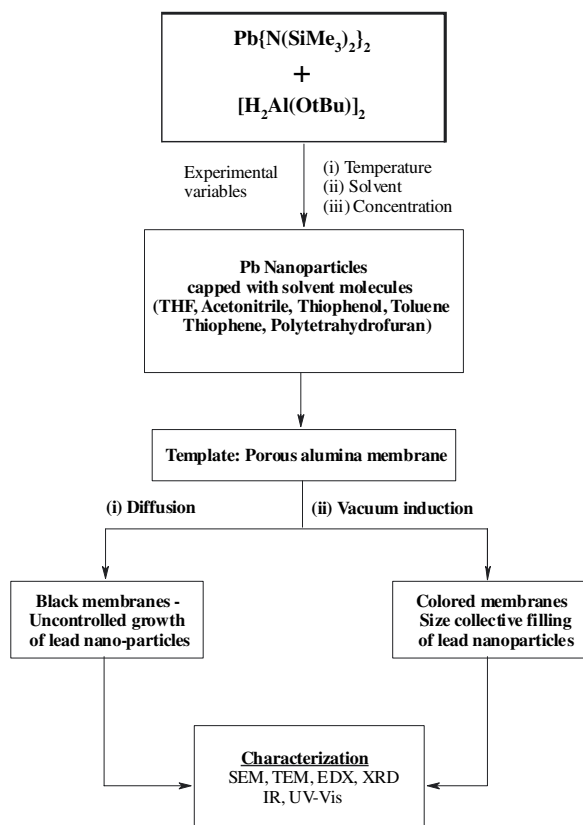 Pb{N(SiMe₃)₂}₂
+
[H₂Al(OtBu)]₂
Experimental
variables
(i) Temperature
(ii) Solvent
(iii) Concentration
Pb Nanoparticles
capped with solvent molecules
(THF, Acetonitrile, Thiophenol, Toluene
Thiophene, Polytetrahydrofuran)
Template: Porous alumina membrane
(i) Diffusion
(ii) Vacuum induction
Black membranes -
Uncontrolled growth
of lead nano-particles
Colored membranes
Size collective filling
of lead nanoparticles
Characterization
SEM, TEM, EDX, XRD
IR, UV-Vis